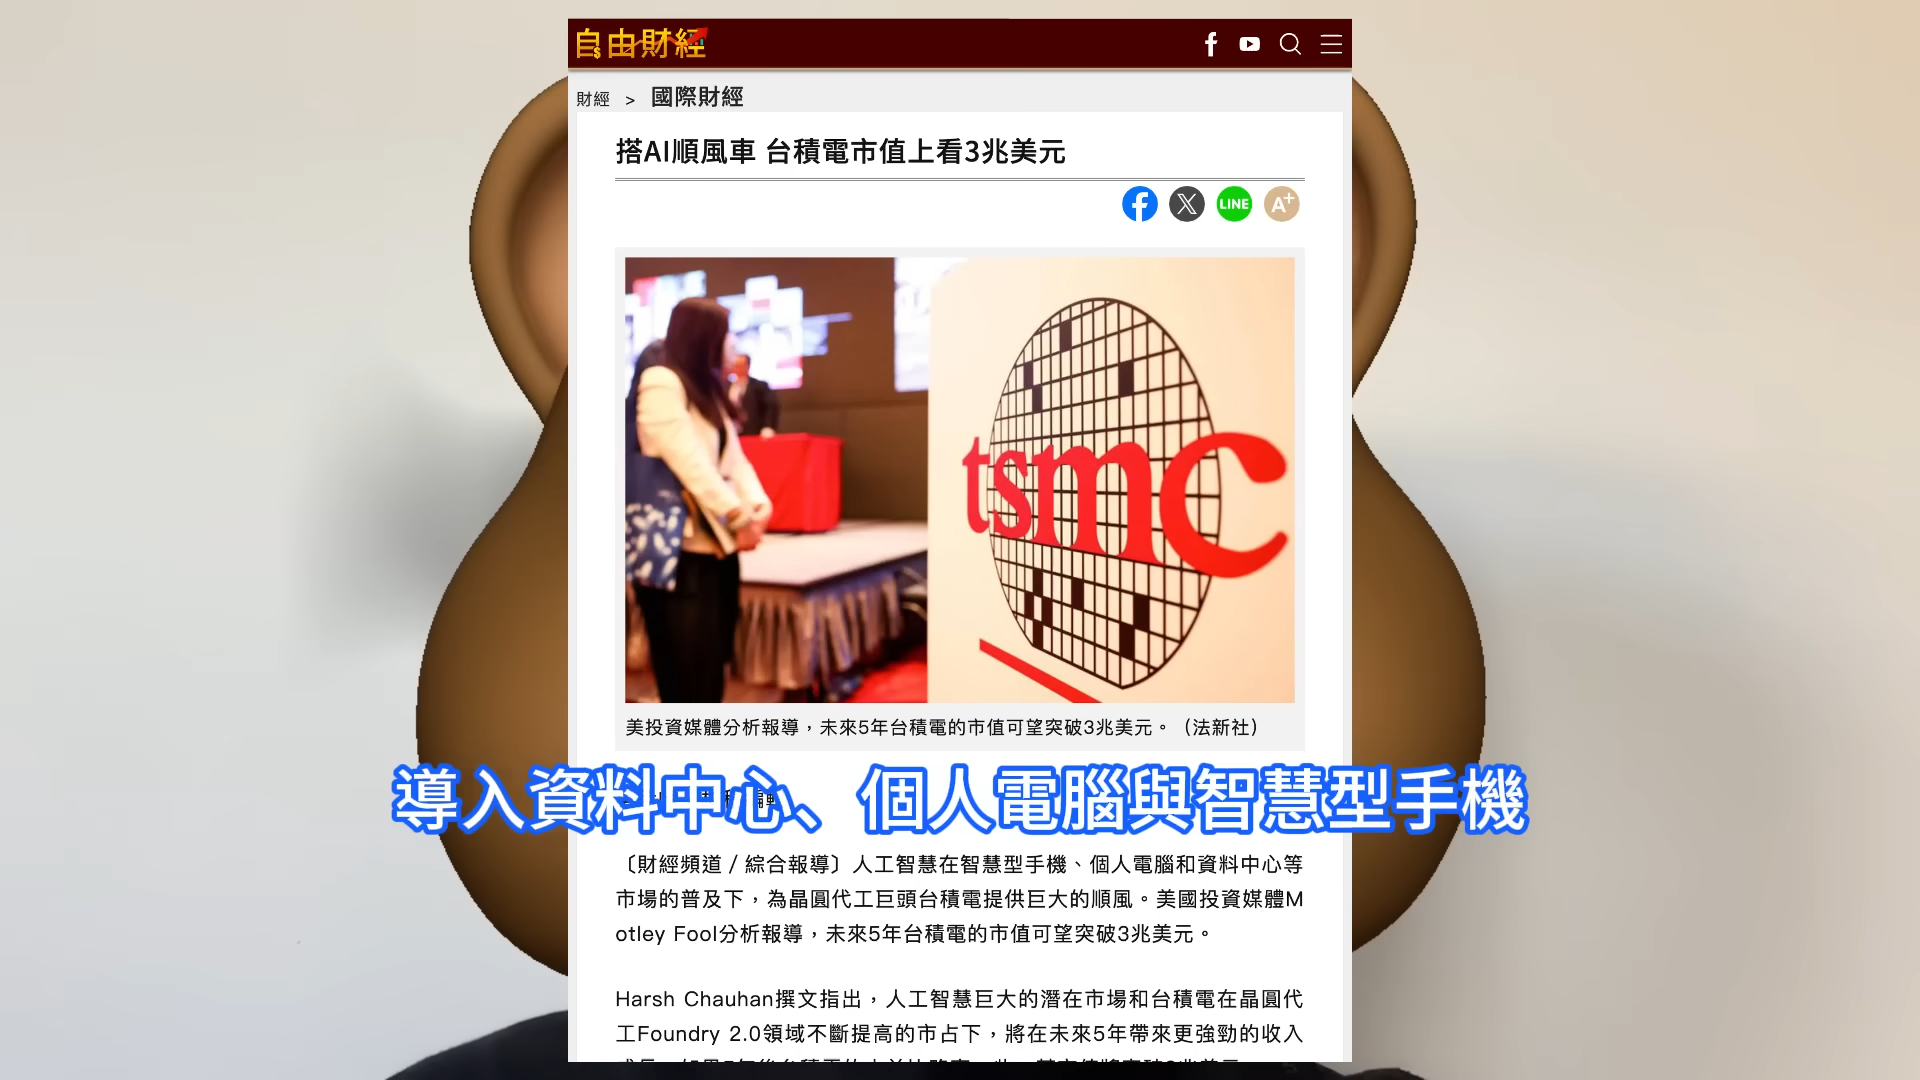 自由財經
財經 > 國際財經
搭AI順風車 台積電市值上看3兆美元
LINE
A+
tsmc
美投資媒體分析報導，未來5年台積電的市值可望突破3兆美元。（法新社）
導入資料中心、個人電腦與智慧型手機
〔財經頻道／綜合報導〕人工智慧在智慧型手機、個人電腦和資料中心等
市場的普及下，為晶圓代工巨頭台積電提供巨大的順風。美國投資媒體M
otley Fool分析報導，未來5年台積電的市值可望突破3兆美元。
Harsh Chauhan撰文指出，人工智慧巨大的潛在市場和台積電在晶圓代
工Foundry 2.0領域不斷提高的市占下，將在未來5年帶來更強勁的收入